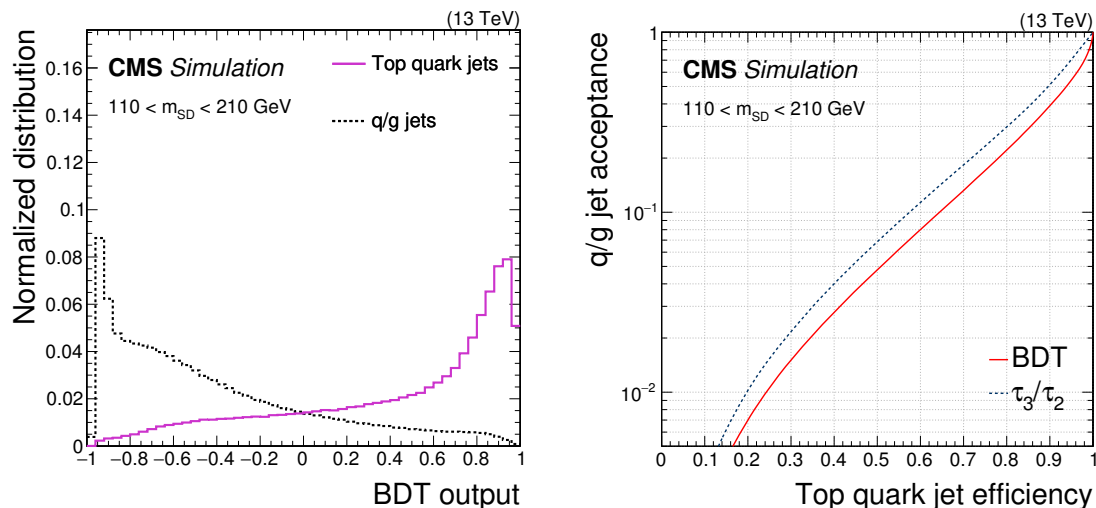 (13 TeV)
CMS Simulation
110 < m_SD < 210 GeV
Top quark jets
q/g jets
Normalized distribution
0.16
0.14
0.12
0.1
0.08
0.06
0.04
0.02
0
−1 −0.8 −0.6 −0.4 −0.2 0 0.2 0.4 0.6 0.8 1
BDT output
(13 TeV)
CMS Simulation
110 < m_SD < 210 GeV
q/g jet acceptance
1
10⁻¹
10⁻²
BDT
τ₃/τ₂
0 0.1 0.2 0.3 0.4 0.5 0.6 0.7 0.8 0.9 1
Top quark jet efficiency